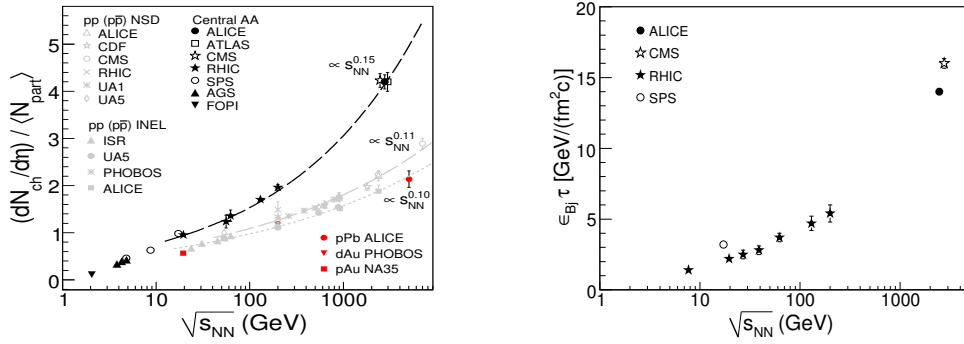 pp (pp̅) NSD
ALICE
CDF
CMS
RHIC
UA1
UA5
pp (pp̅) INEL
ISR
UA5
PHOBOS
ALICE
Central AA
ALICE
ATLAS
CMS
RHIC
SPS
AGS
FOPI
∝ s_NN^0.15
∝ s_NN^0.11
∝ s_NN^0.10
pPb ALICE
dAu PHOBOS
pAu NA35
(dN_ch/dη) / ⟨N_part⟩
5
4
3
2
1
0
1 10 100 1000
√s_NN (GeV)
ALICE
CMS
RHIC
SPS
ϵ_Bj τ [GeV/(fm²c)]
20
15
10
5
0
1 10 100 1000
√s_NN (GeV)